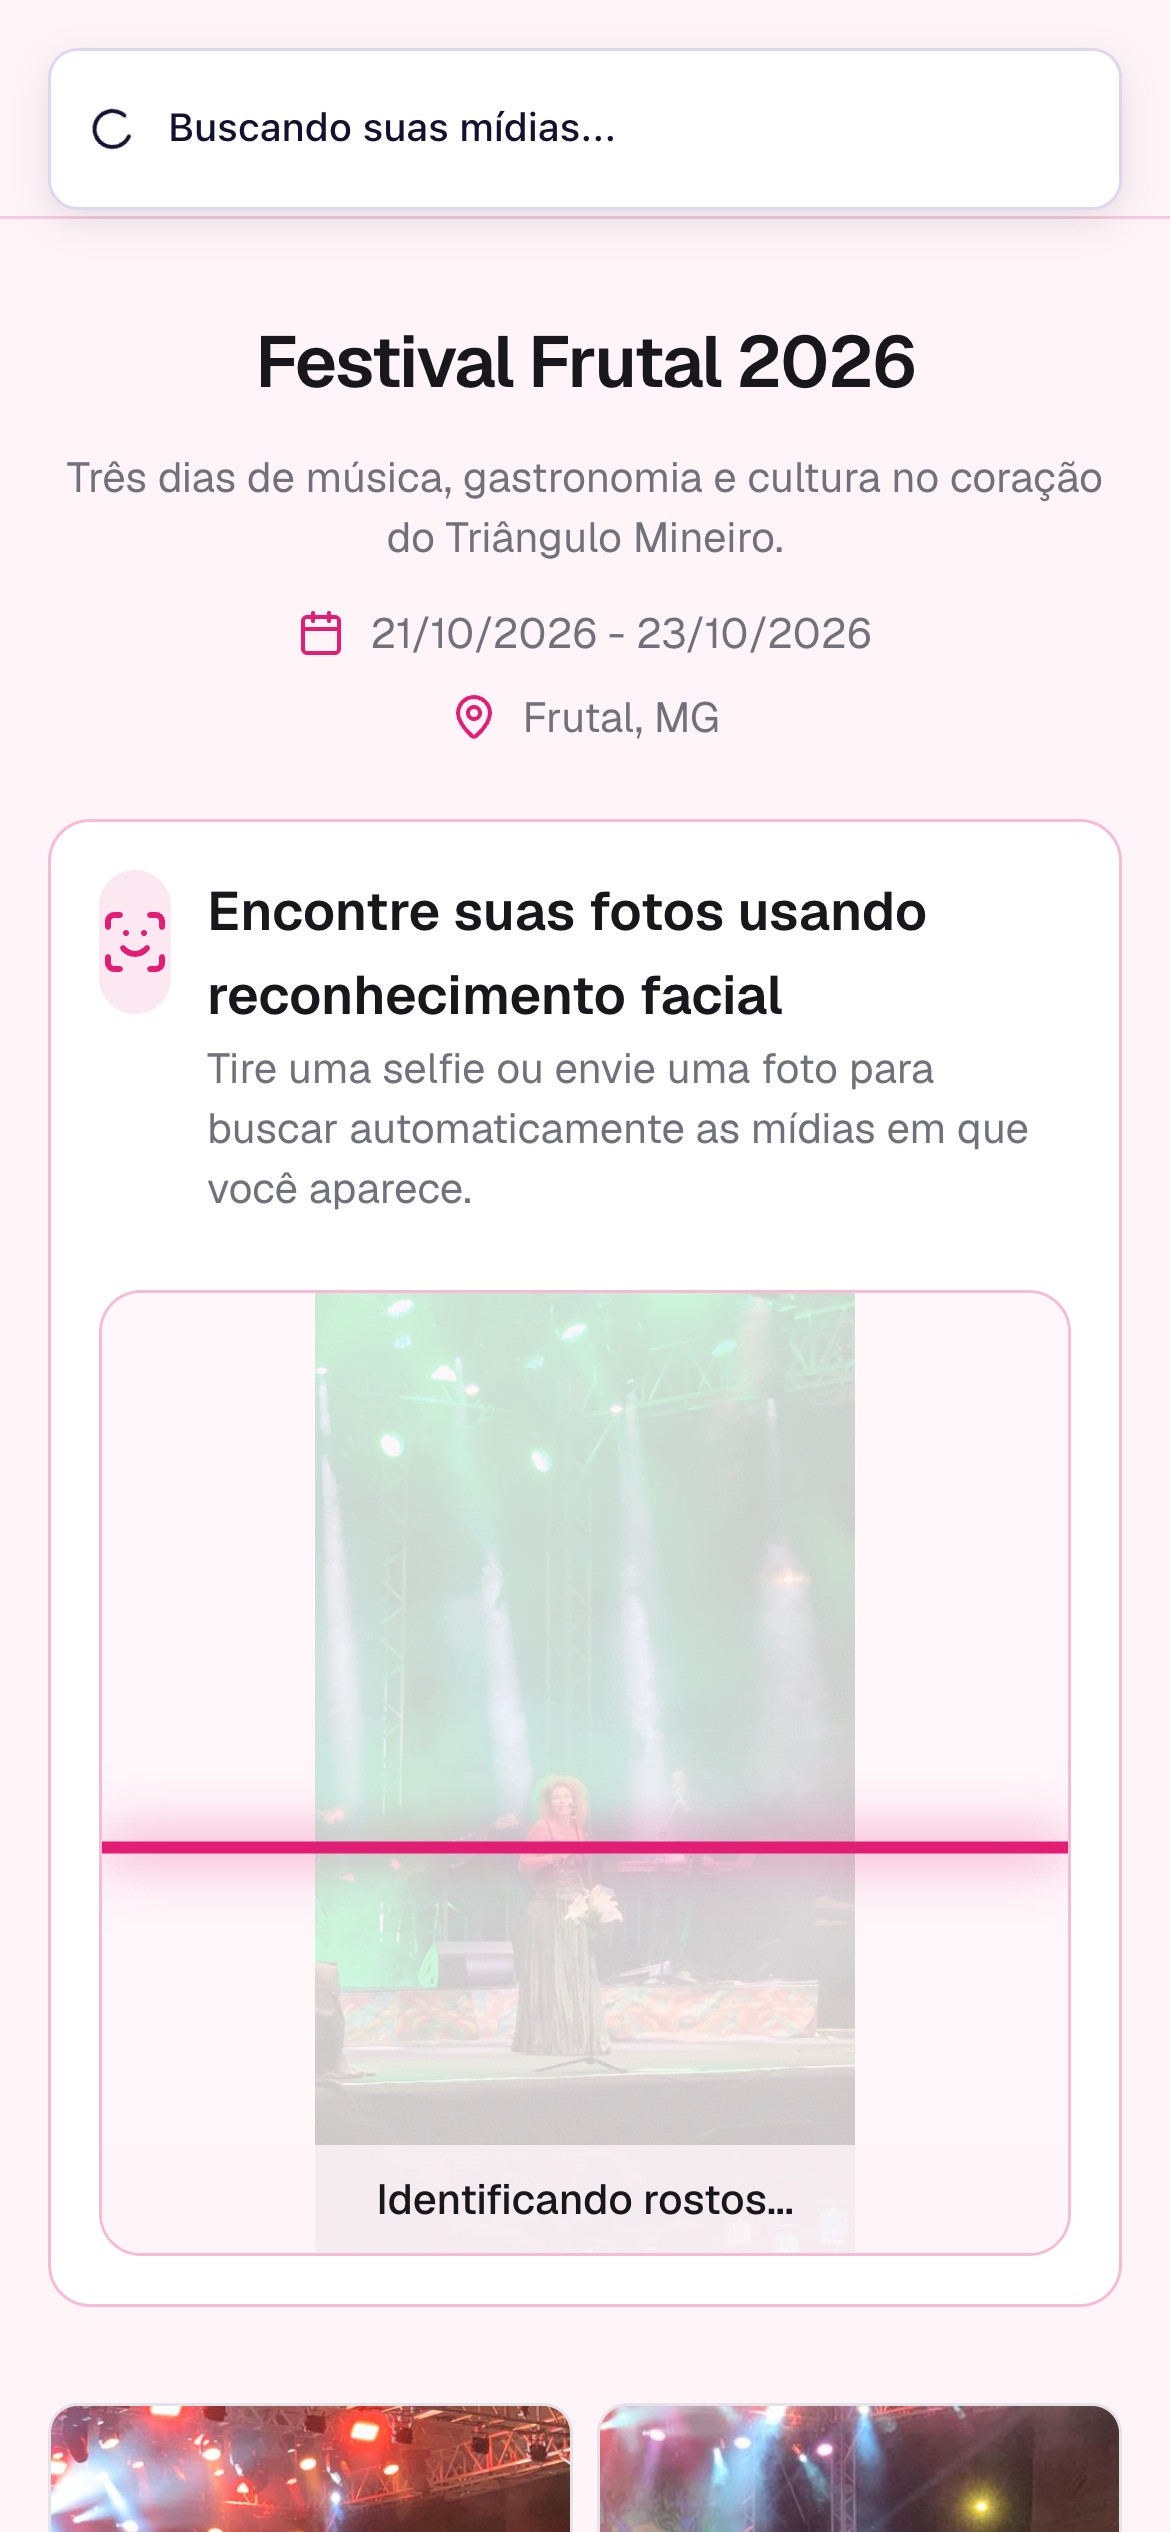 Buscando suas mídias...
Festival Frutal 2026
Três dias de música, gastronomia e cultura no coração
do Triângulo Mineiro.
21/10/2026 - 23/10/2026
Frutal, MG
Encontre suas fotos usando
reconhecimento facial
Tire uma selfie ou envie uma foto para
buscar automaticamente as mídias em que
você aparece.
Identificando rostos...